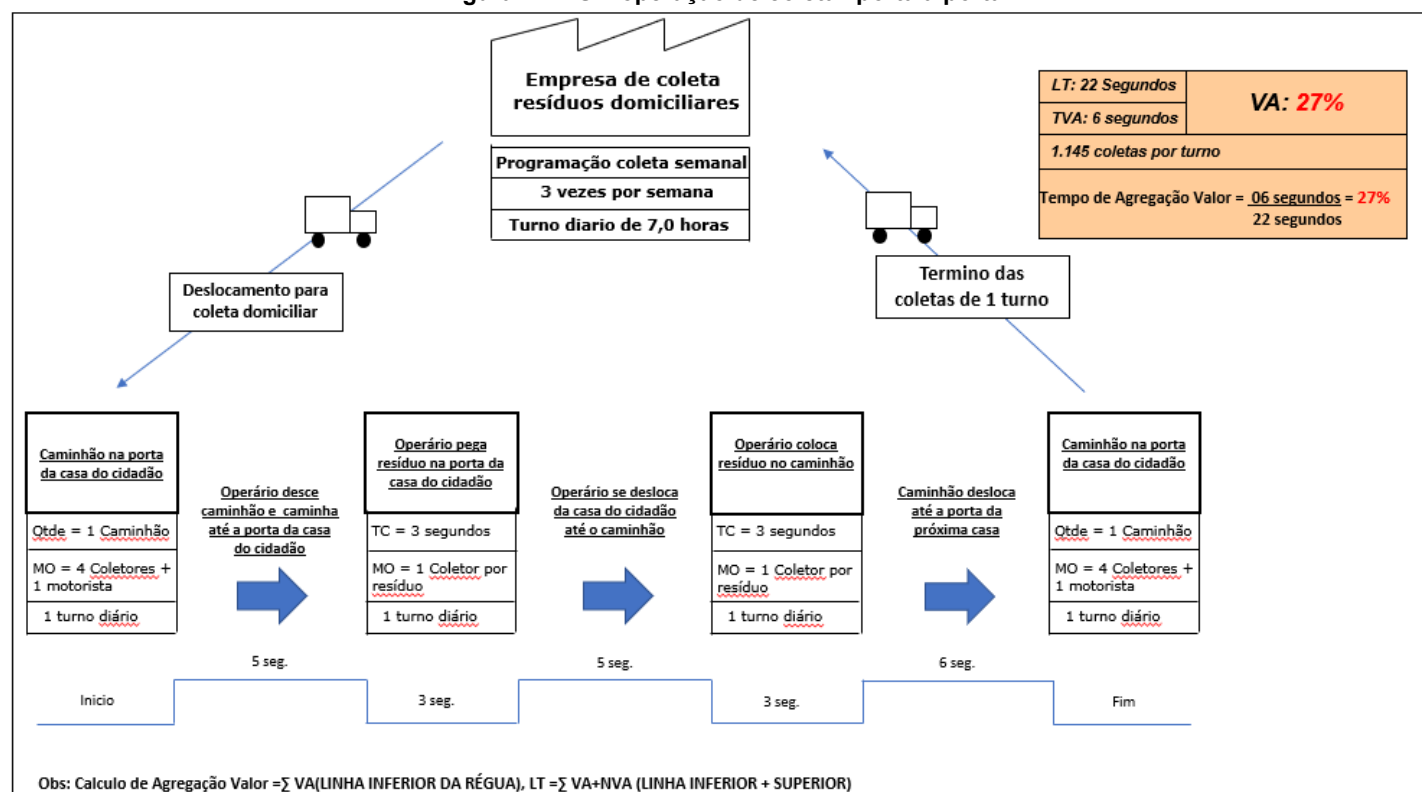 Empresa de coleta
resíduos domiciliares
Programação coleta semanal
3 vezes por semana
Turno diario de 7,0 horas
LT: 22 Segundos
TVA: 6 segundos
VA: 27%
1.145 coletas por turno
Tempo de Agregação Valor = 06 segundos = 27%
22 segundos
Deslocamento para
coleta domiciliar
Termino das
coletas de 1 turno
Caminhão na porta
da casa do cidadão
Qtde = 1 Caminhão
MO = 4 Coletores +
1 motorista
1 turno diário
Operário desce
caminhão e caminha
até a porta da casa
do cidadão
Operário pega
resíduo na porta da
casa do cidadão
TC = 3 segundos
MO = 1 Coletor por
resíduo
1 turno diário
Operário se desloca
da casa do cidadão
até o caminhão
Operário coloca
resíduo no caminhão
TC = 3 segundos
MO = 1 Coletor por
resíduo
1 turno diário
Caminhão desloca
até a porta da
próxima casa
Caminhão na porta
da casa do cidadão
Qtde = 1 Caminhão
MO = 4 Coletores +
1 motorista
1 turno diário
Inicio
5 seg.
3 seg.
5 seg.
3 seg.
6 seg.
Fim
Obs: Calculo de Agregação Valor =∑ VA(LINHA INFERIOR DA RÉGUA), LT =∑ VA+NVA (LINHA INFERIOR + SUPERIOR)